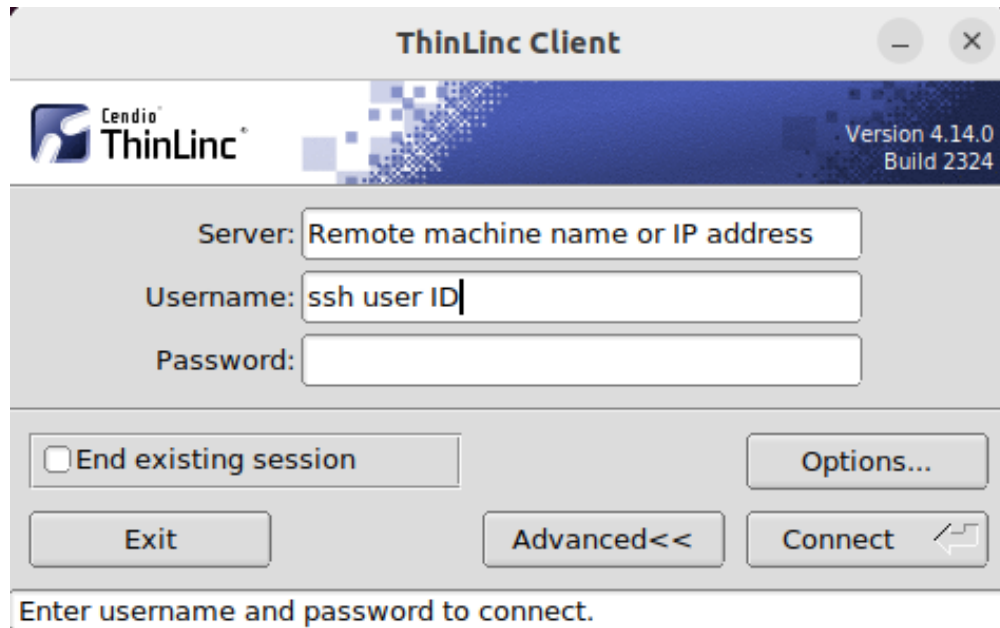 ThinLinc Client
Cendio
ThinLinc
Version 4.14.0
Build 2324
Server: Remote machine name or IP address
Username: ssh user ID
Password:
End existing session
Options...
Exit
Advanced<<
Connect
Enter username and password to connect.